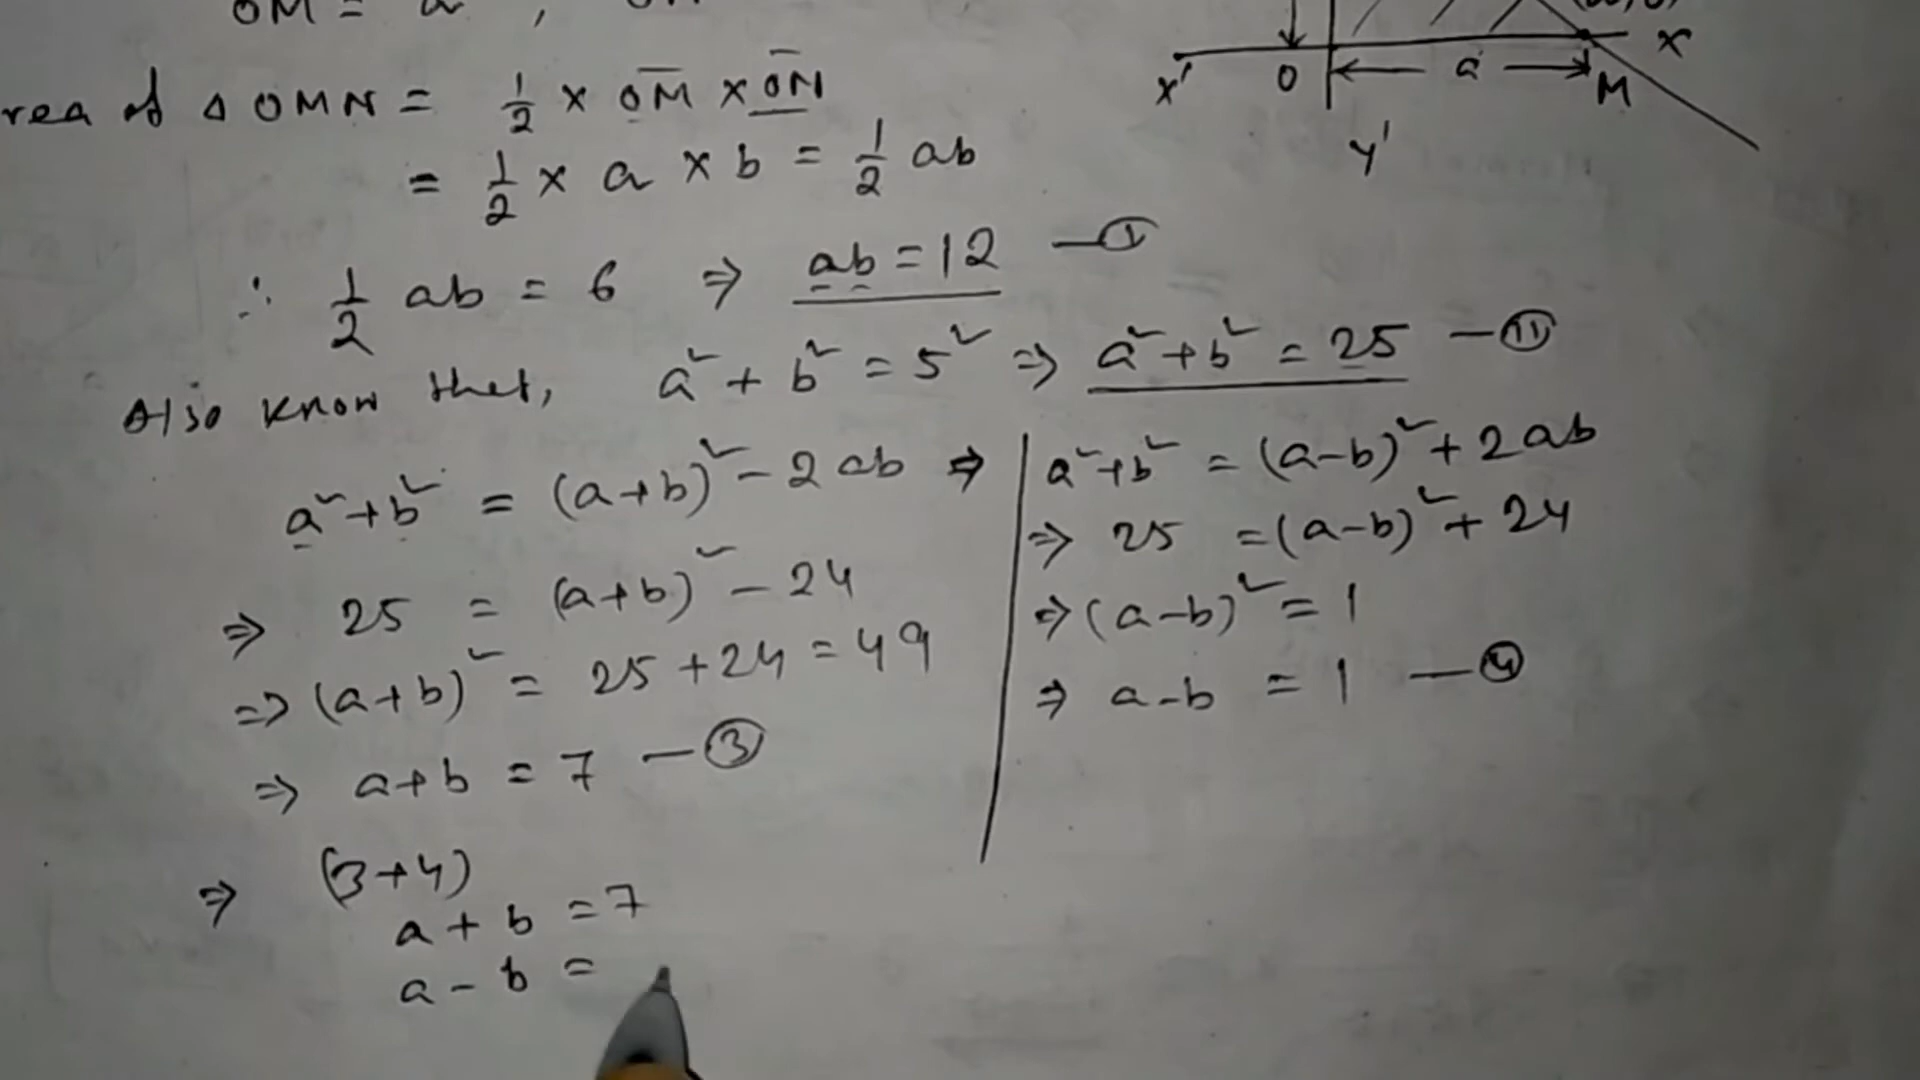 OM = a ,
rea of △ OMN = 1/2 × OM × ON
= 1/2 × a × b = 1/2 ab
∴ 1/2 ab = 6 ⇒ ab = 12 — ①
Also know that, a² + b² = 5² ⇒ a² + b² = 25 — ⑪
a² + b² = (a+b)² - 2ab ⇒
⇒ 25 = (a+b)² - 24
⇒ (a+b)² = 25 + 24 = 49
⇒ a + b = 7 — ③
⇒ (3+4)
a + b = 7
a - b =
a² + b² = (a-b)² + 2ab
⇒ 25 = (a-b)² + 24
⇒ (a-b)² = 1
⇒ a - b = 1 — ④
X' O a M X
Y'